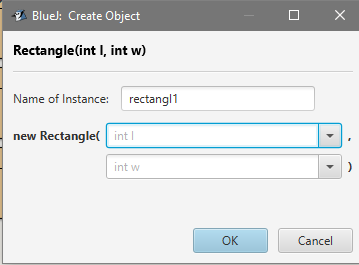 BlueJ: Create Object
Rectangle(int l, int w)
Name of Instance: rectangl1
new Rectangle( int l ,
int w )
OK Cancel